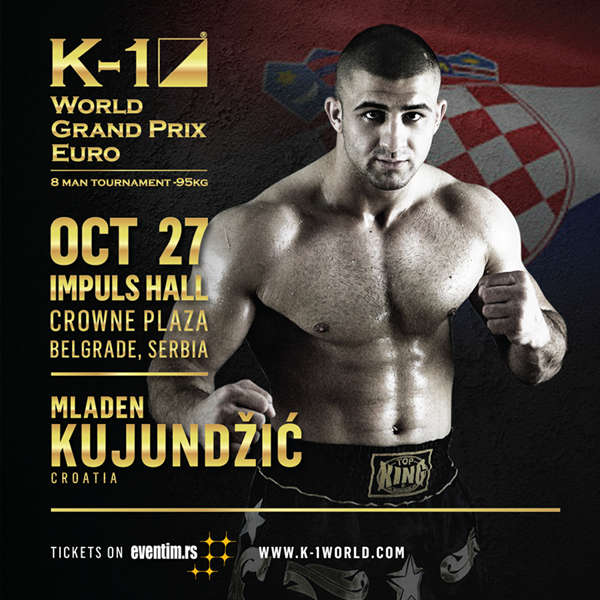 K-1®
WORLD
GRAND PRIX
EURO
8 MAN TOURNAMENT -95KG
OCT 27
IMPULS HALL
CROWNE PLAZA
BELGRADE, SERBIA
MLADEN
KUJUNDŽIĆ
CROATIA
TOP
KING
TICKETS ON eventim.rs
WWW.K-1WORLD.COM